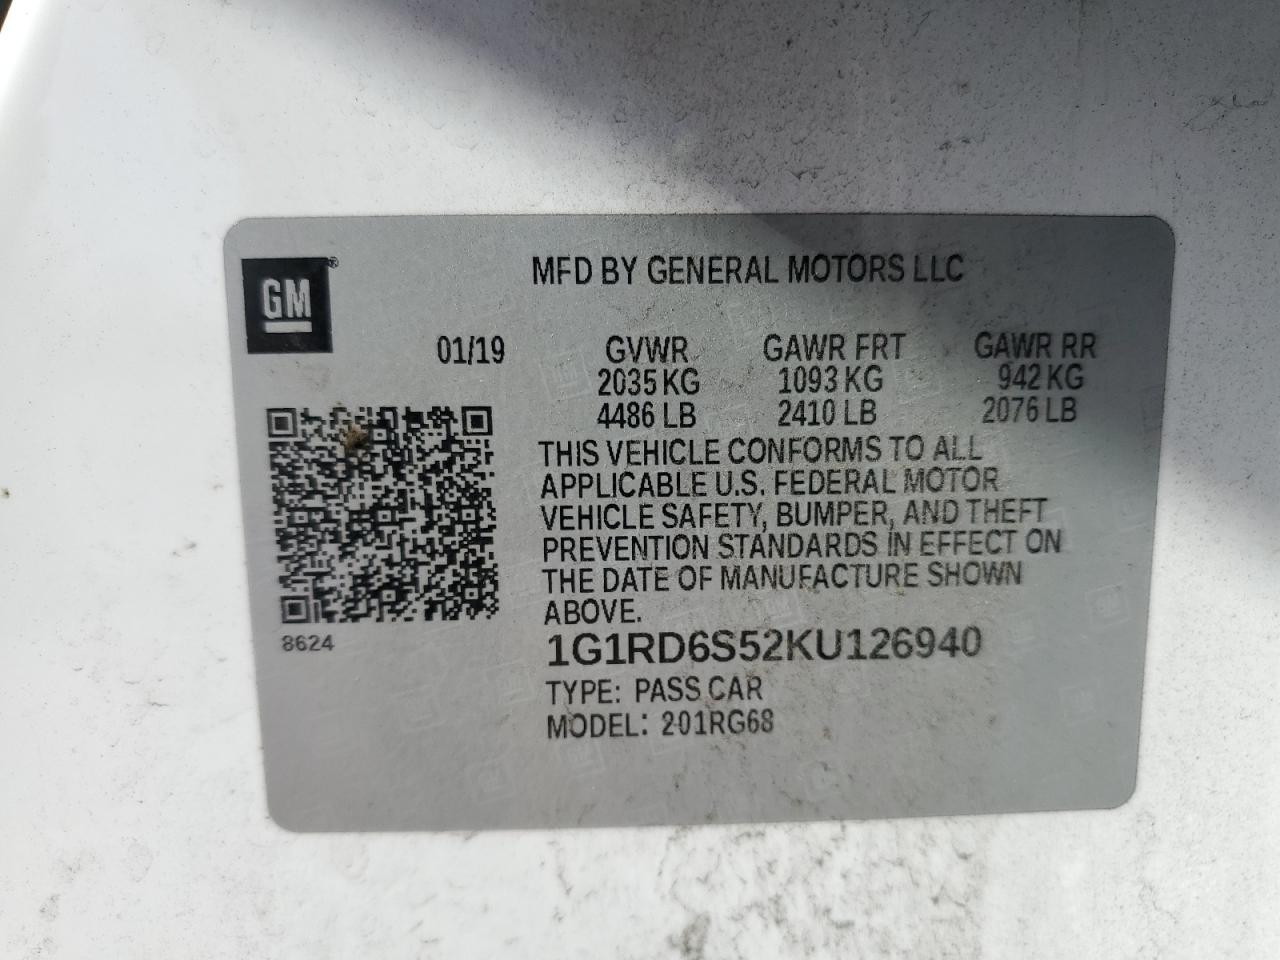 GM®
MFD BY GENERAL MOTORS LLC
01/19 GVWR GAWR FRT GAWR RR
2035 KG 1093 KG 942 KG
4486 LB 2410 LB 2076 LB
THIS VEHICLE CONFORMS TO ALL
APPLICABLE U.S. FEDERAL MOTOR
VEHICLE SAFETY, BUMPER, AND THEFT
PREVENTION STANDARDS IN EFFECT ON
THE DATE OF MANUFACTURE SHOWN
ABOVE.
8624
1G1RD6S52KU126940
TYPE: PASS CAR
MODEL: 201RG68